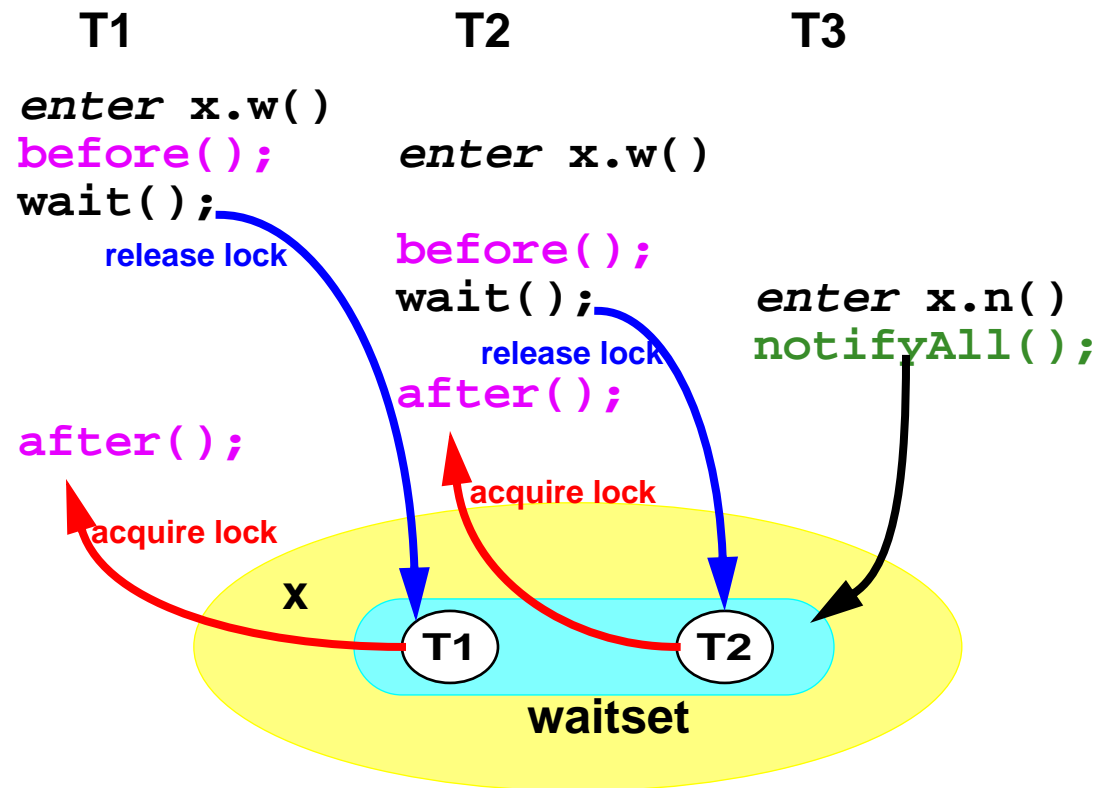 T1 T2 T3
enter x.w()
before(); enter x.w()
wait();
release lock
before();
wait(); enter x.n()
release lock notifyAll();
after();
after();
acquire lock
acquire lock
x
T1 T2
waitset